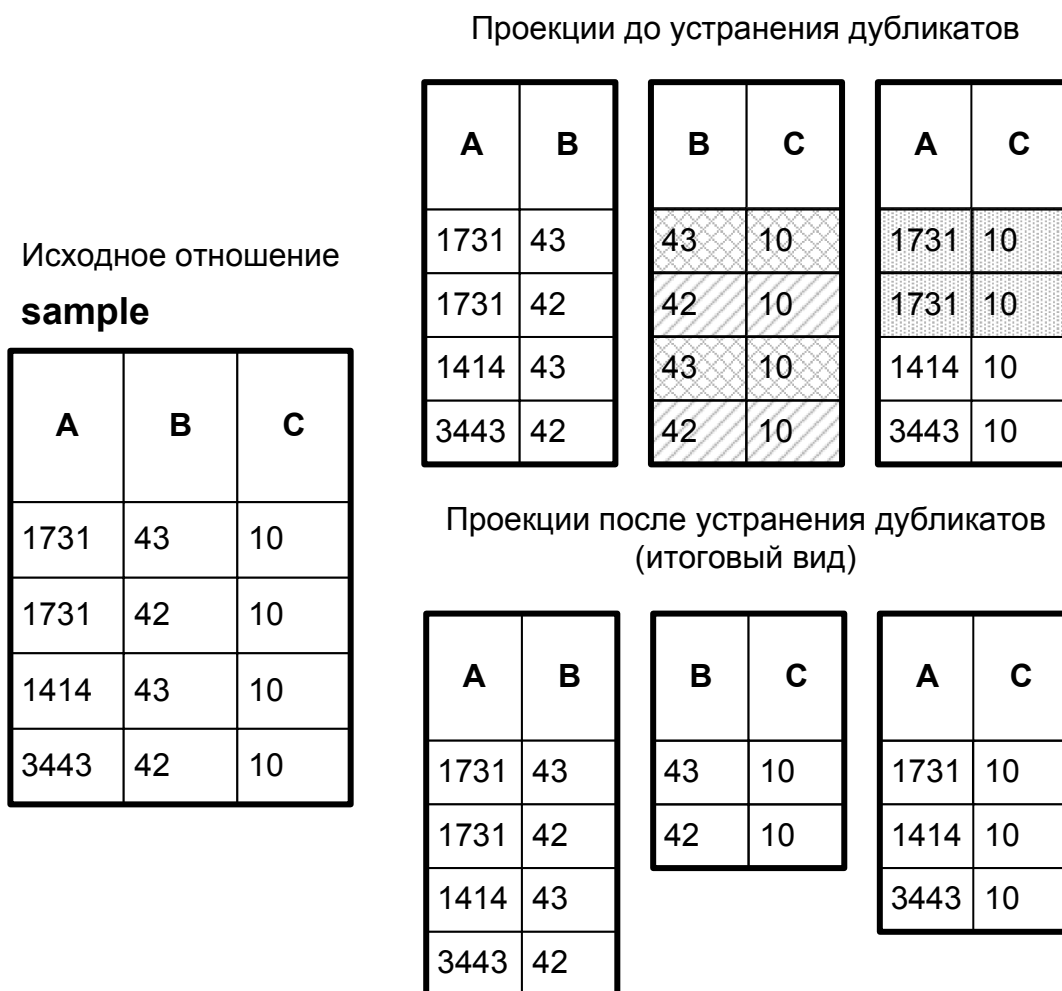 Проекции до устранения дубликатов
A B
1731 43
1731 42
1414 43
3443 42
B C
43 10
42 10
43 10
42 10
A C
1731 10
1731 10
1414 10
3443 10
Исходное отношение
sample
A B C
1731 43 10
1731 42 10
1414 43 10
3443 42 10
Проекции после устранения дубликатов
(итоговый вид)
A B
1731 43
1731 42
1414 43
3443 42
B C
43 10
42 10
A C
1731 10
1414 10
3443 10